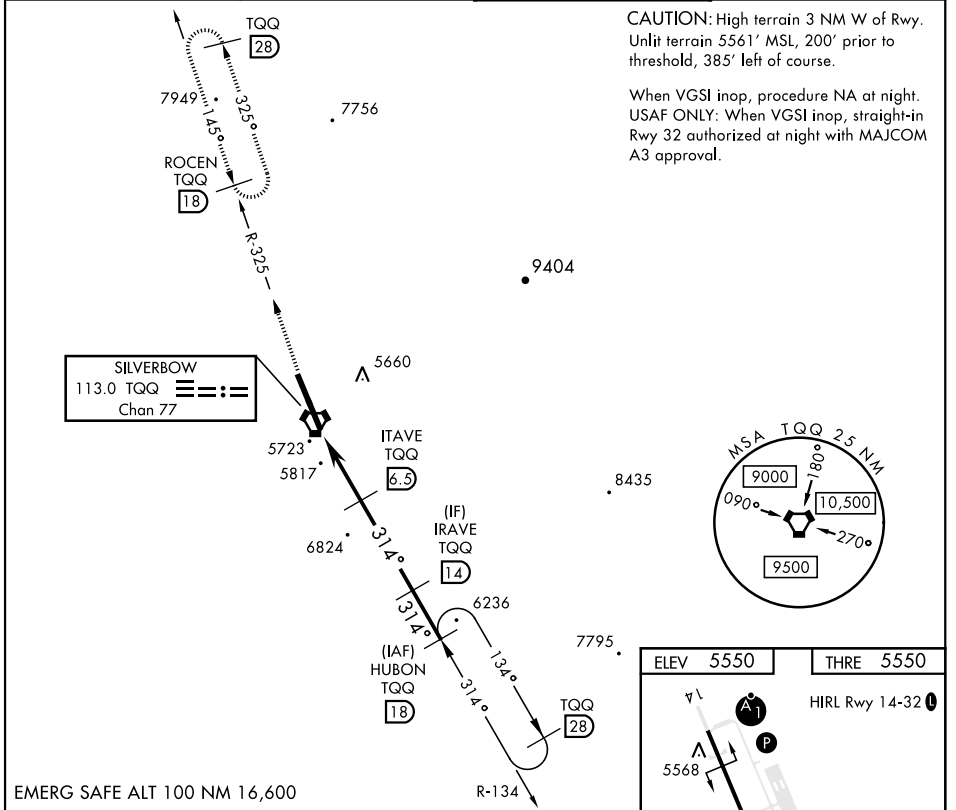 CAUTION: High terrain 3 NM W of Rwy.
Unlit terrain 5561' MSL, 200' prior to
threshold, 385' left of course.
When VGSI inop, procedure NA at night.
USAF ONLY: When VGSI inop, straight-in
Rwy 32 authorized at night with MAJCOM
A3 approval.
TQQ
28
7949
325°
145°
7756
ROCEN
TQQ
18
R-325
9404
SILVERBOW
113.0 TQQ
Chan 77
5660
5723
5817
ITAVE
TQQ
6.5
8435
6824
314°
(IF)
IRAVE
TQQ
14
314°
6236
(IAF)
HUBON
TQQ
18
314°
134°
7795
TQQ
28
R-134
MSA TQQ 25 NM
180°
9000
090°
10,500
270°
9500
ELEV 5550
THRE 5550
14
A1
HIRL Rwy 14-32 L
P
5568
EMERG SAFE ALT 100 NM 16,600